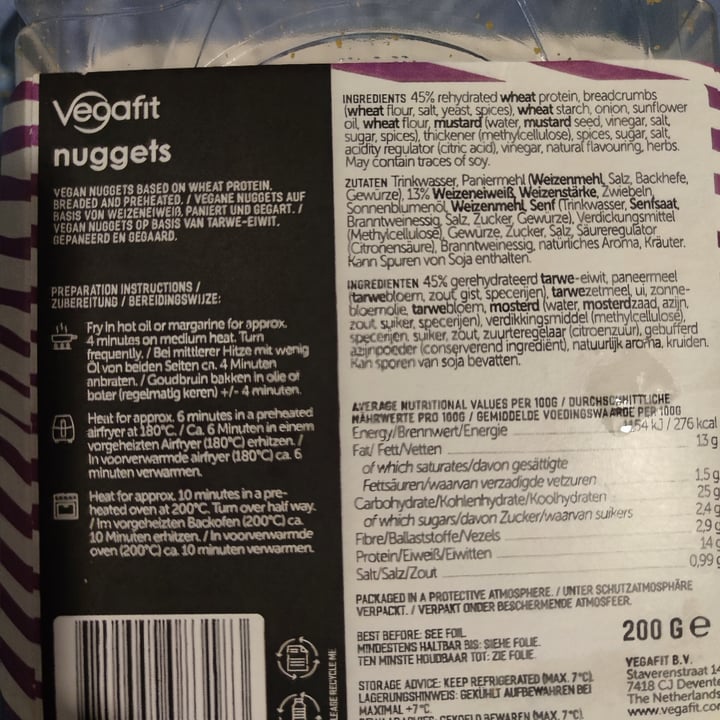 Vegafit
nuggets
VEGAN NUGGETS BASED ON WHEAT PROTEIN,
BREADED AND PREHEATED. / VEGANE NUGGETS AUF
BASIS VON WEIZENEIWEIß, PANIERT UND GEGART. /
VEGAN NUGGETS OP BASIS VAN TARWE-EIWIT,
GEPANEERD EN GEGAARD.
PREPARATION INSTRUCTIONS /
ZUBEREITUNG / BEREIDINGSWIJZE:
Fry in hot oil or margarine for approx.
4 minutes on medium heat. Turn
frequently. / Bei mittlerer Hitze mit wenig
Öl von beiden Seiten ca. 4 Minuten
anbraten. / Goudbruin bakken in olie of
boter (regelmatig keren) +/- 4 minuten.
Heat for approx. 6 minutes in a preheated
airfryer at 180°C. / Ca. 6 Minuten in einem
vorgeheizten Airfryer (180°C) erhitzen. /
In voorverwarmde airfryer (180°C) ca. 6
minuten verwarmen.
Heat for approx. 10 minutes in a pre-
heated oven at 200°C. Turn over half way.
/ Im vorgeheizten Backofen (200°C) ca.
10 Minuten erhitzen. / In voorverwarmde
oven (200°C) ca. 10 minuten verwarmen.
INGREDIENTS 45% rehydrated wheat protein, breadcrumbs
(wheat flour, salt, yeast, spices), wheat starch, onion, sunflower
oil, wheat flour, mustard (water, mustard seed, vinegar, salt,
sugar, spices), thickener (methylcellulose), spices, sugar, salt,
acidity regulator (citric acid), vinegar, natural flavouring, herbs.
May contain traces of soy.
ZUTATEN Trinkwasser, Paniermehl (Weizenmehl, Salz, Backhefe,
Gewürze), 13% Weizeneiweiß, Weizenstärke, Zwiebeln,
Sonnenblumenöl, Weizenmehl, Senf (Trinkwasser, Senfsaat,
Branntweinessig, Salz, Zucker, Gewürze), Verdickungsmittel
(Methylcellulose), Gewürze, Zucker, Salz, Säureregulator
(Citronensäure), Branntweinessig, natürliches Aroma, Kräuter.
Kann Spuren von Soja enthalten.
INGREDIËNTEN 45% gerehydrateerd tarwe-eiwit, paneermeel
(tarwebloem, zout, gist, specerijen), tarwezetmeel, ui, zonne-
bloemolie, tarwebloem, mosterd (water, mosterdzaad, azijn,
zout, suiker, specerijen), verdikkingsmiddel (methylcellulose),
specerijen, suiker, zout, zuurteregelaar (citroenzuur), gebufferd
azijnpoeder (conserverend ingrediënt), natuurlijk aroma, kruiden.
Kan sporen van soja bevatten.
AVERAGE NUTRITIONAL VALUES PER 100G / DURCHSCHNITTLICHE
NÄHRWERTE PRO 100G / GEMIDDELDE VOEDINGSWAARDE PER 100G
Energy/Brennwert/Energie 1154 kJ / 276 kcal
Fat/ Fett/Vetten 13 g
of which saturates/davon gesättigte
Fettsäuren/waarvan verzadigde vetzuren 1,5 g
Carbohydrate/Kohlenhydrate/Koolhydraten 25 g
of which sugars/davon Zucker/waarvan suikers 2,4 g
Fibre/Ballaststoffe/Vezels 2,9 g
Protein/Eiweiß/Eiwitten 14 g
Salt/Salz/Zout 0,99 g
PACKAGED IN A PROTECTIVE ATMOSPHERE. / UNTER SCHUTZATMOSPHÄRE
VERPACKT. / VERPAKT ONDER BESCHERMENDE ATMOSFEER.
BEST BEFORE: SEE FOIL.
MINDESTENS HALTBAR BIS: SIEHE FOLIE.
TEN MINSTE HOUDBAAR TOT: ZIE FOLIE.
200 G e
STORAGE ADVICE: KEEP REFRIGERATED (MAX. 7°C).
LAGERUNGSHINWEIS: GEKÜHLT AUFBEWAHREN BEI
MAXIMAL +7°C.
GEKOELD BEWAREN (MAX. 7°C).
VEGAFIT B.V.
Staverenstraat 14
7418 CJ Devente
The Netherlands
www.vegafit.co
RECYCLE ME